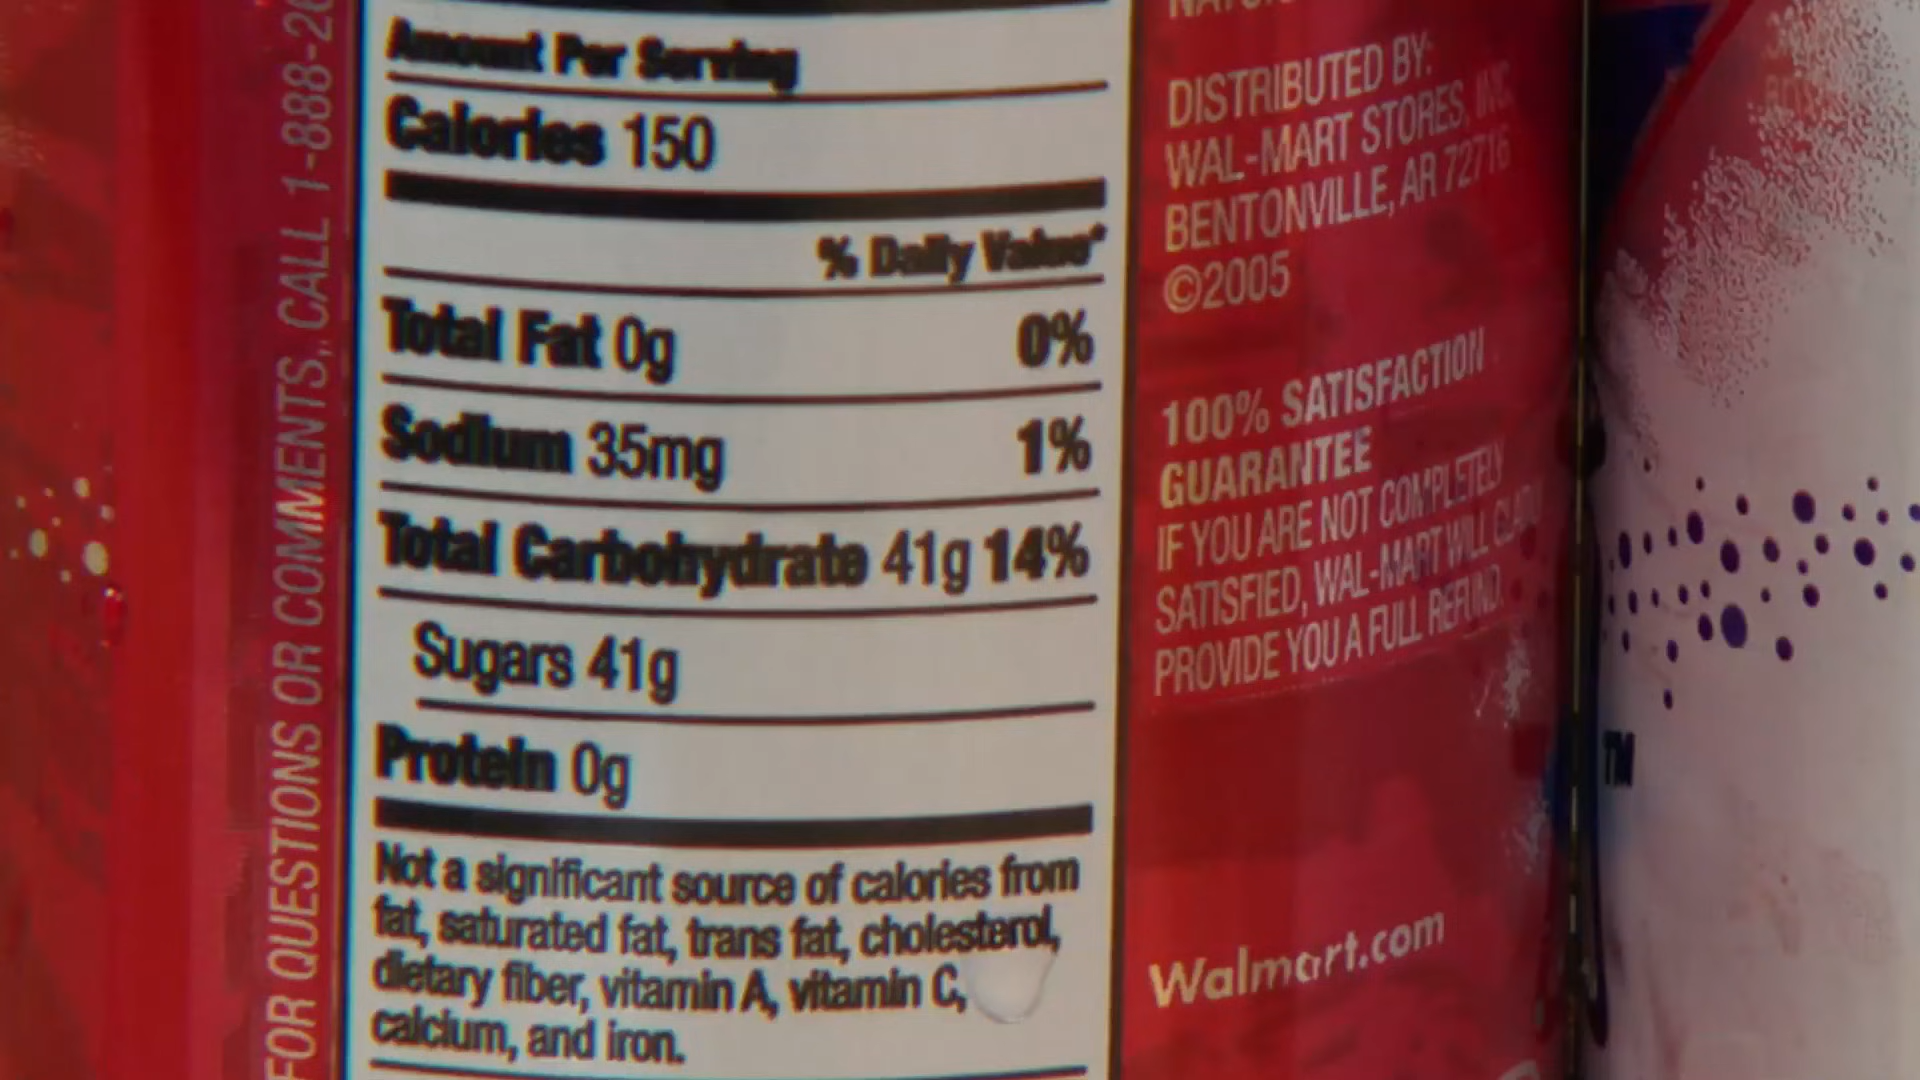 Amount Per Serving
Calories 150
% Daily Value*
Total Fat 0g 0%
Sodium 35mg 1%
Total Carbohydrate 41g 14%
Sugars 41g
Protein 0g
Not a significant source of calories from
fat, saturated fat, trans fat, cholesterol,
dietary fiber, vitamin A, vitamin C,
calcium, and iron.
FOR QUESTIONS OR COMMENTS, CALL 1-888-2
DISTRIBUTED BY:
WAL-MART STORES, INC.
BENTONVILLE, AR 72716
©2005
100% SATISFACTION
GUARANTEE
IF YOU ARE NOT COMPLETELY
SATISFIED, WAL-MART WILL GLADLY
PROVIDE YOU A FULL REFUND.
Walmart.com
TM